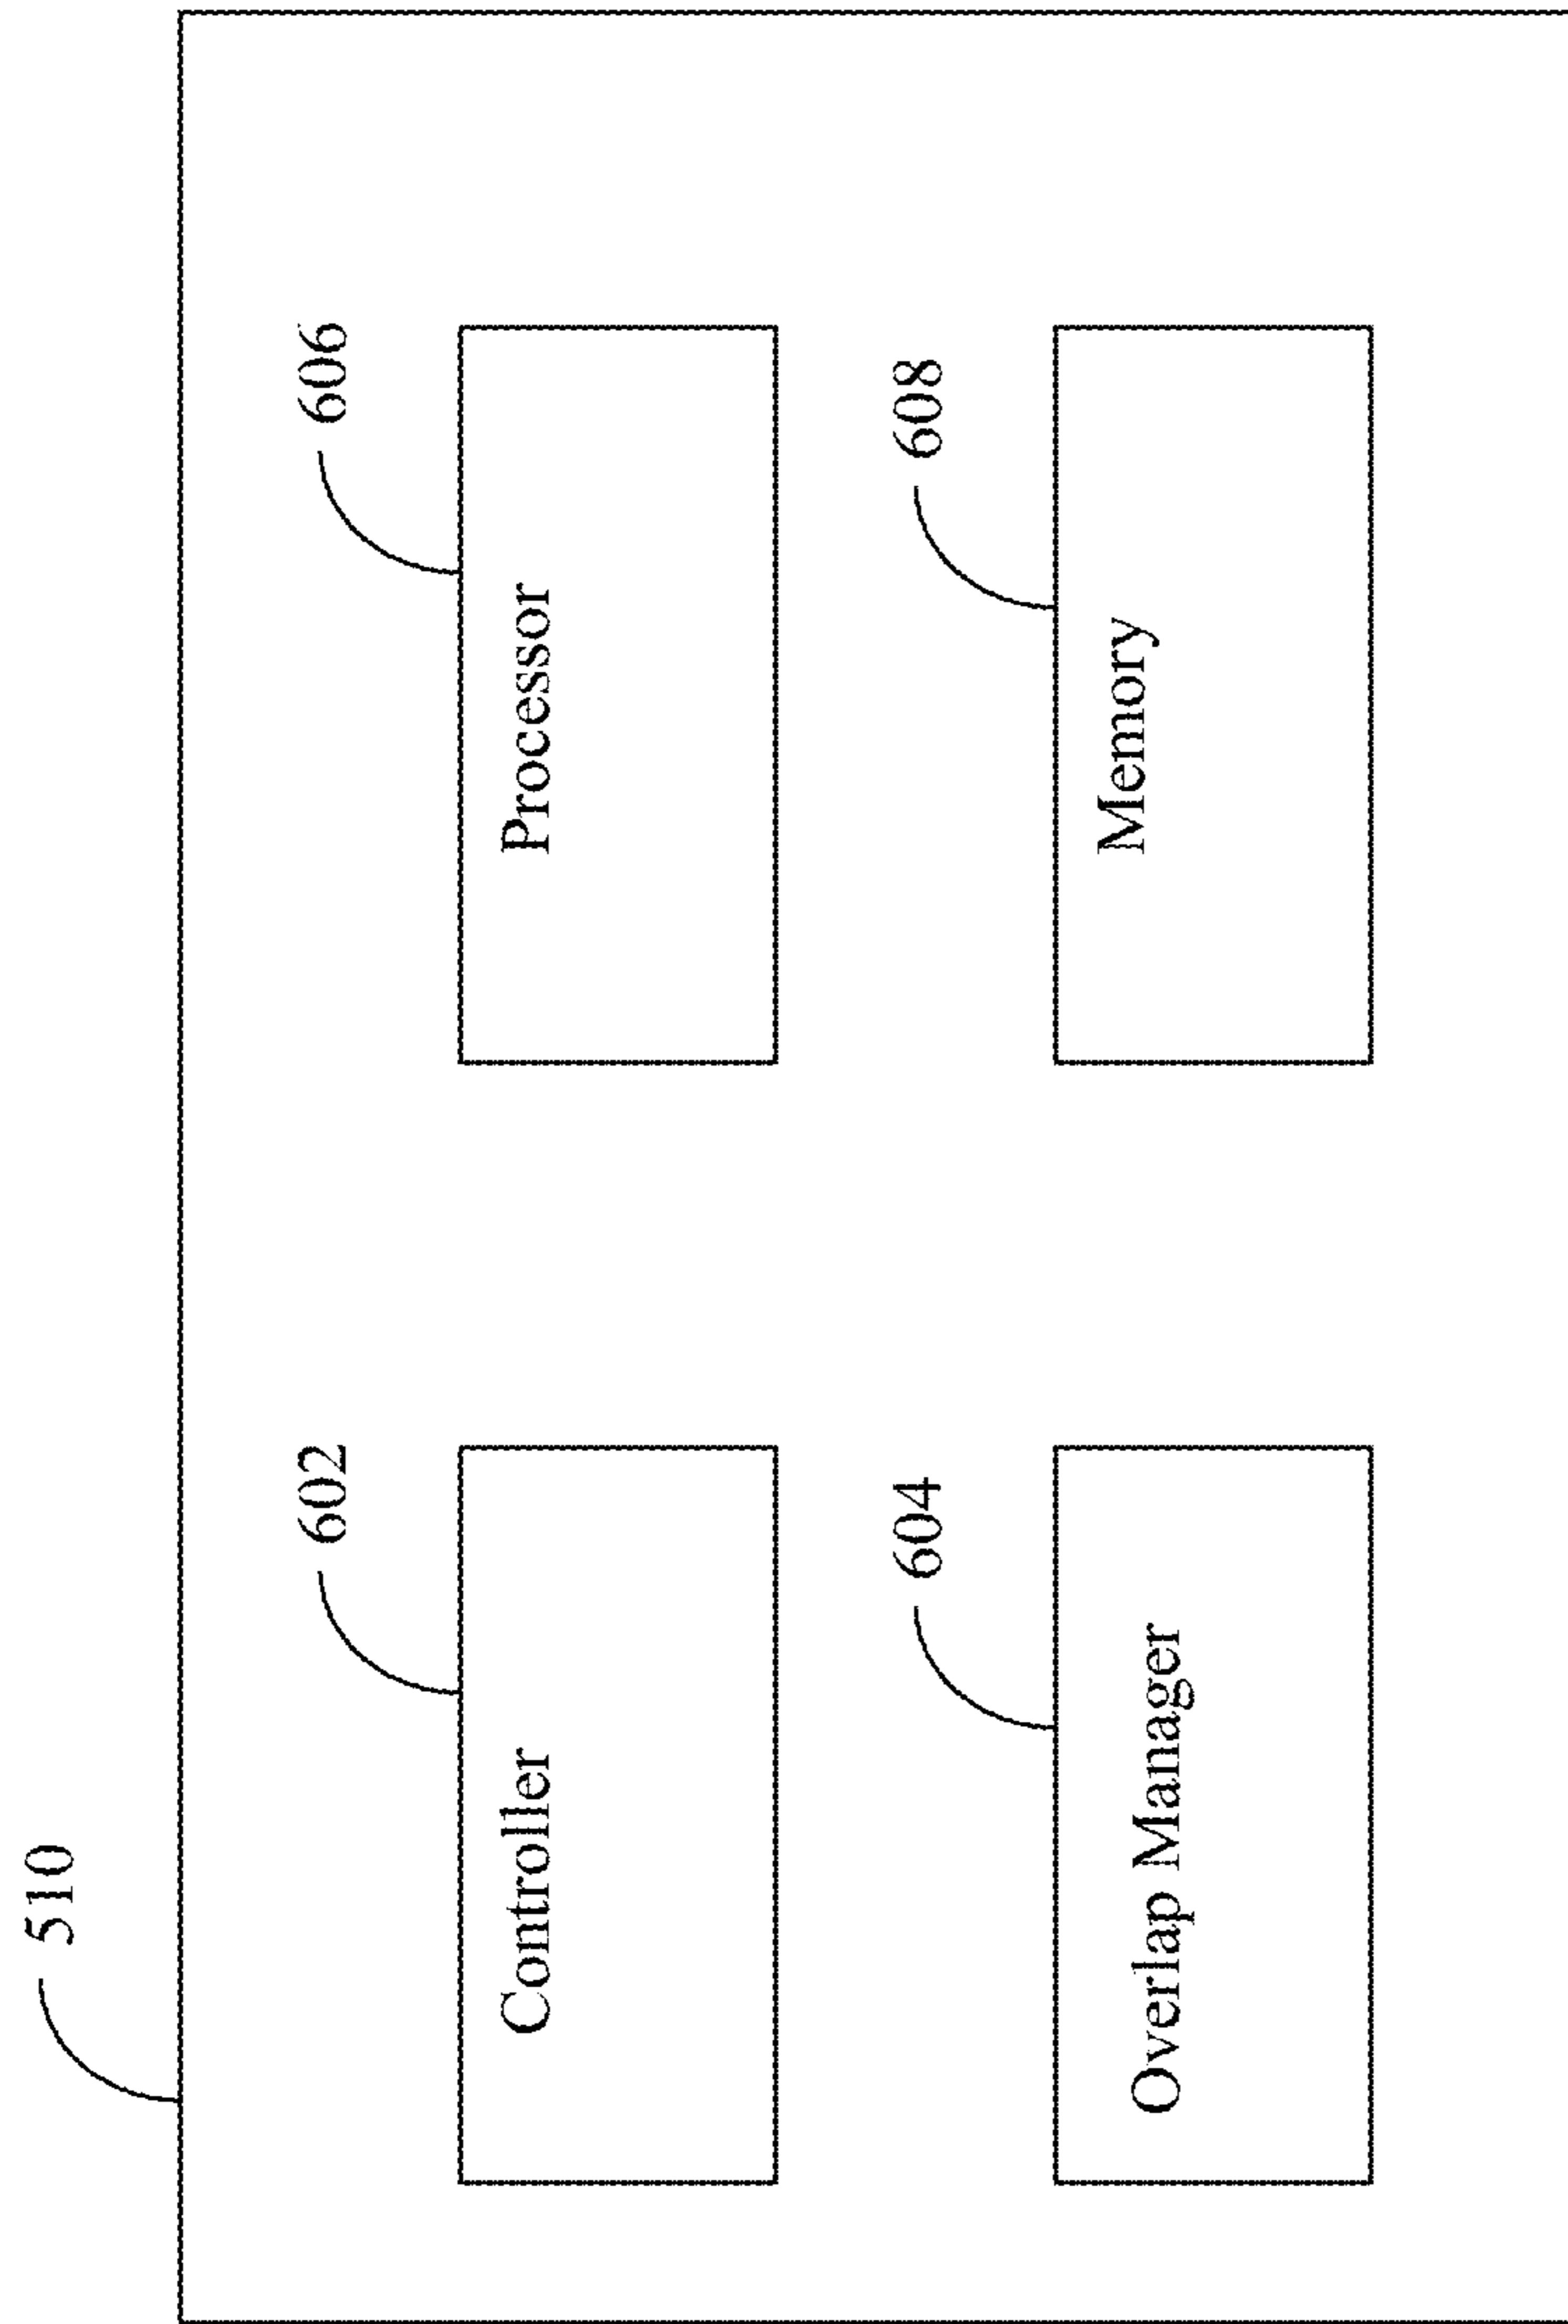 510
602
606
Controller
Processor
604
608
Overlap Manager
Memory